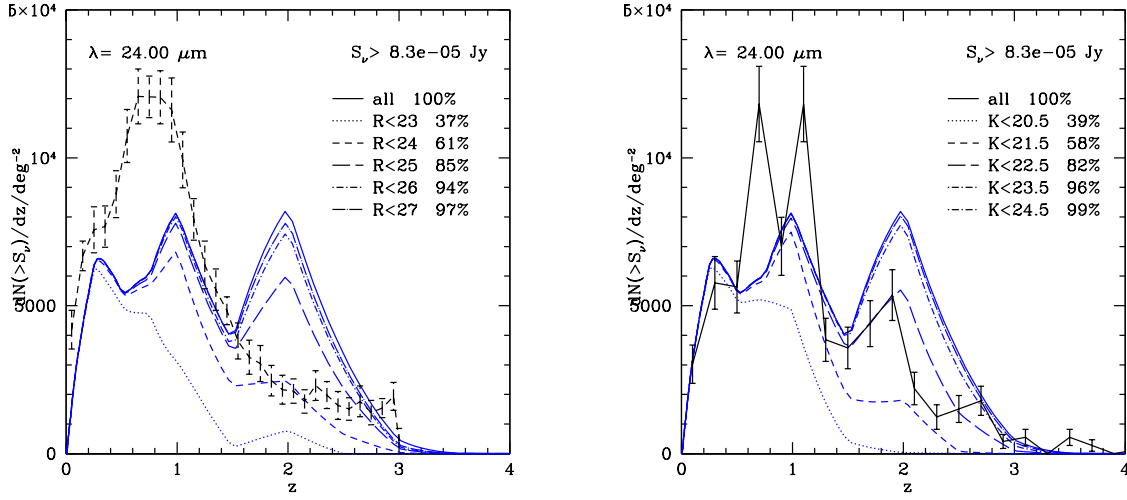 5×10⁴
λ= 24.00 μm
S_ν> 8.3e−05 Jy
all 100%
R<23 37%
R<24 61%
R<25 85%
R<26 94%
R<27 97%
10⁴
dN(>S_ν)/dz/deg⁻²
5000
0
0 1 2 3 4
z
5×10⁴
λ= 24.00 μm
S_ν> 8.3e−05 Jy
all 100%
K<20.5 39%
K<21.5 58%
K<22.5 82%
K<23.5 96%
K<24.5 99%
10⁴
dN(>S_ν)/dz/deg⁻²
5000
0
0 1 2 3 4
z